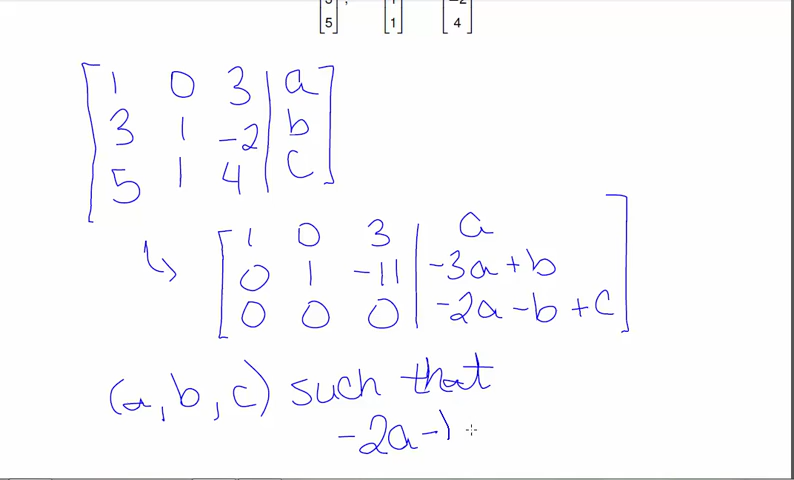 5 1 4
1 0 3 a
3 1 -2 b
5 1 4 c
1 0 3 a
0 1 -11 -3a+b
0 0 0 -2a-b+c
(a,b,c) such that
-2a-